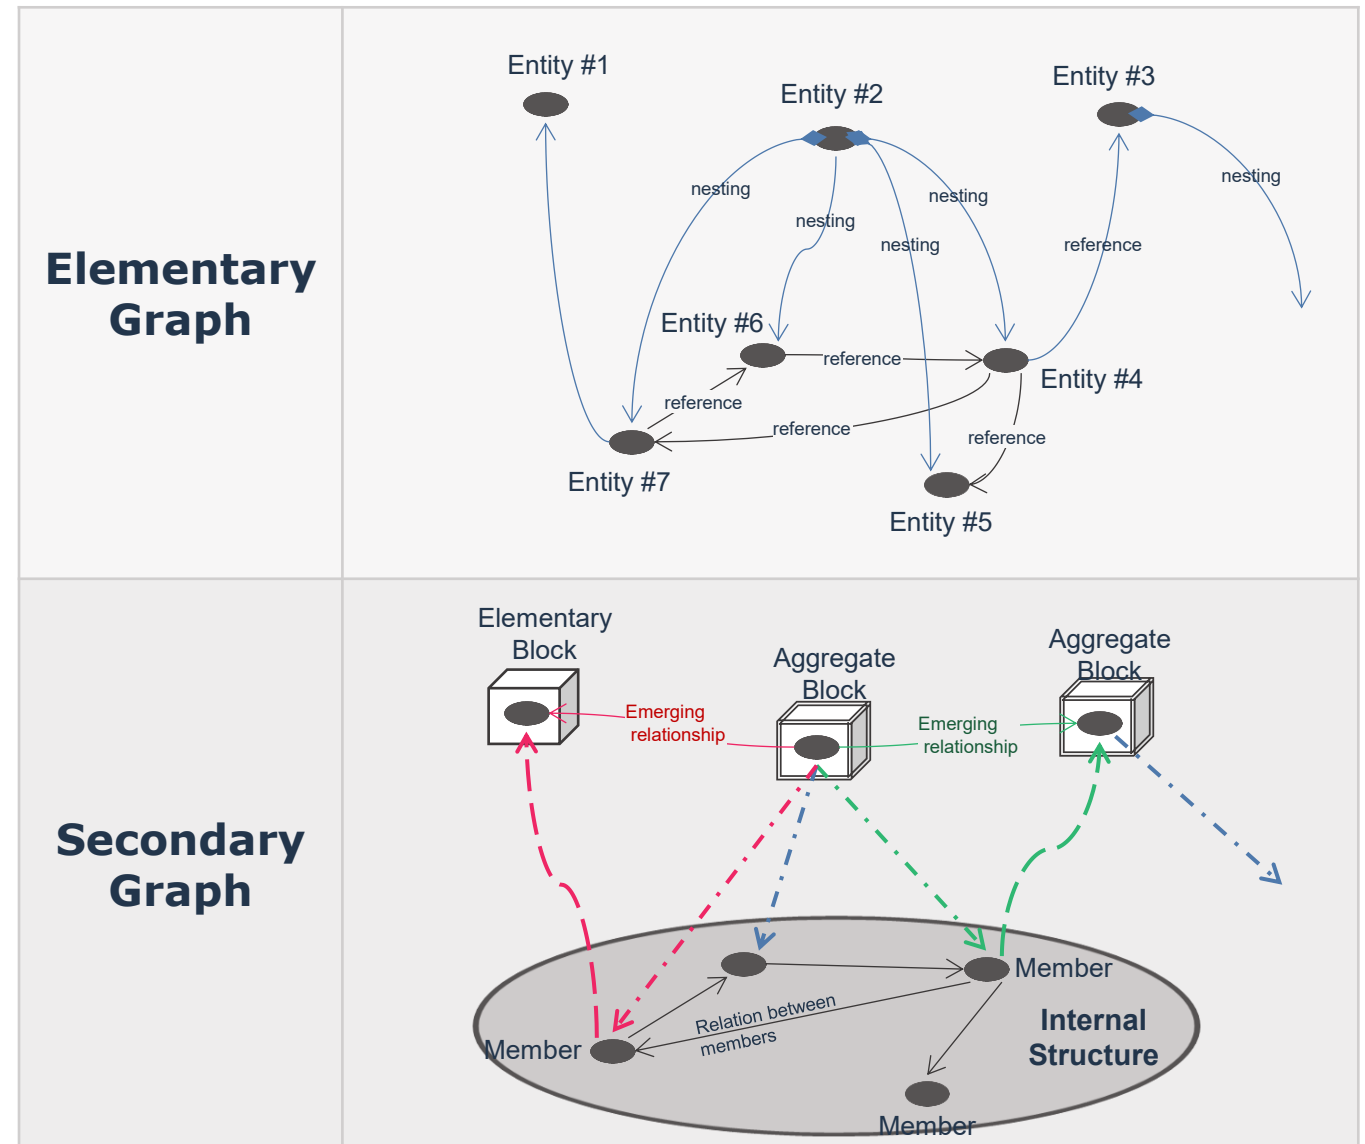 Elementary
Graph
Entity #1
Entity #2
Entity #3
nesting
nesting
nesting
nesting
nesting
reference
Entity #6
reference
Entity #4
reference
reference
reference
Entity #7
Entity #5
Secondary
Graph
Elementary
Block
Aggregate
Block
Aggregate
Block
Emerging
relationship
Emerging
relationship
Member
Relation between
members
Member
Internal
Structure
Member